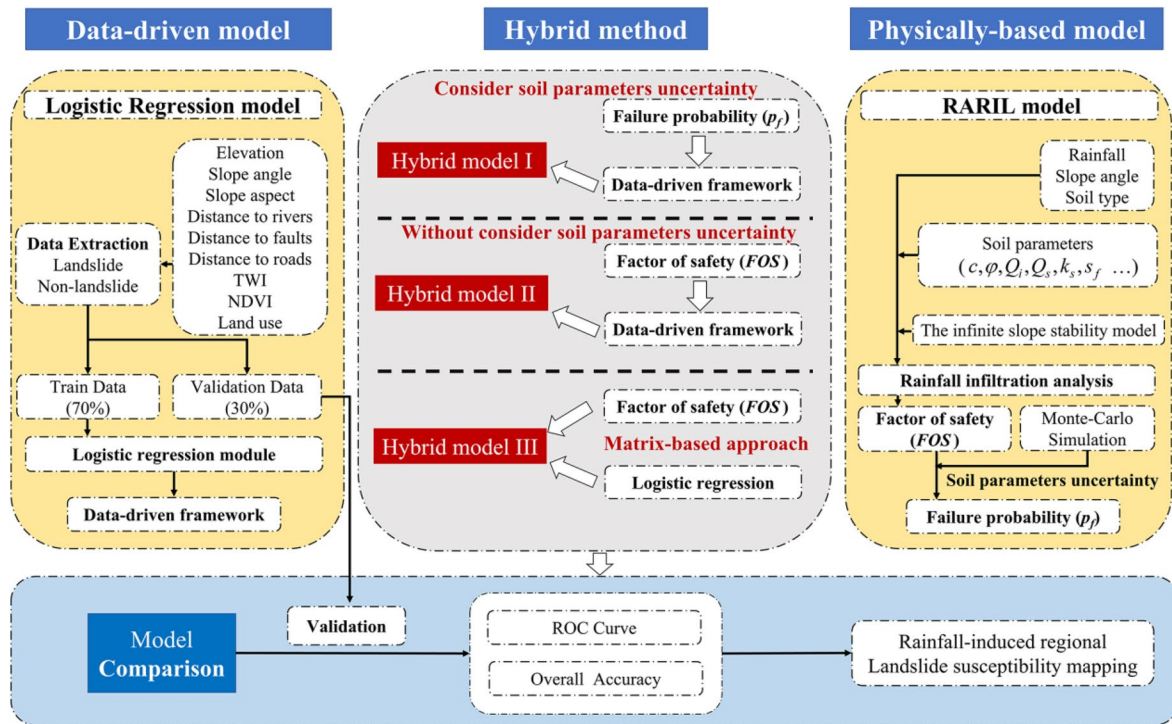 Data-driven model
Hybrid method
Physically-based model
Logistic Regression model
Elevation
Slope angle
Slope aspect
Distance to rivers
Distance to faults
Distance to roads
TWI
NDVI
Land use
Data Extraction
Landslide
Non-landslide
Train Data
(70%)
Validation Data
(30%)
Logistic regression module
Data-driven framework
Consider soil parameters uncertainty
Failure probability (pf)
Hybrid model I
Data-driven framework
Without consider soil parameters uncertainty
Factor of safety (FOS)
Hybrid model II
Data-driven framework
Factor of safety (FOS)
Hybrid model III
Matrix-based approach
Logistic regression
RARIL model
Rainfall
Slope angle
Soil type
Soil parameters
(c,φ,Qi,Qs,ks,sf …)
The infinite slope stability model
Rainfall infiltration analysis
Factor of safety
(FOS)
Monte-Carlo
Simulation
Soil parameters uncertainty
Failure probability (pf)
Model
Comparison
Validation
ROC Curve
Overall Accuracy
Rainfall-induced regional
Landslide susceptibility mapping